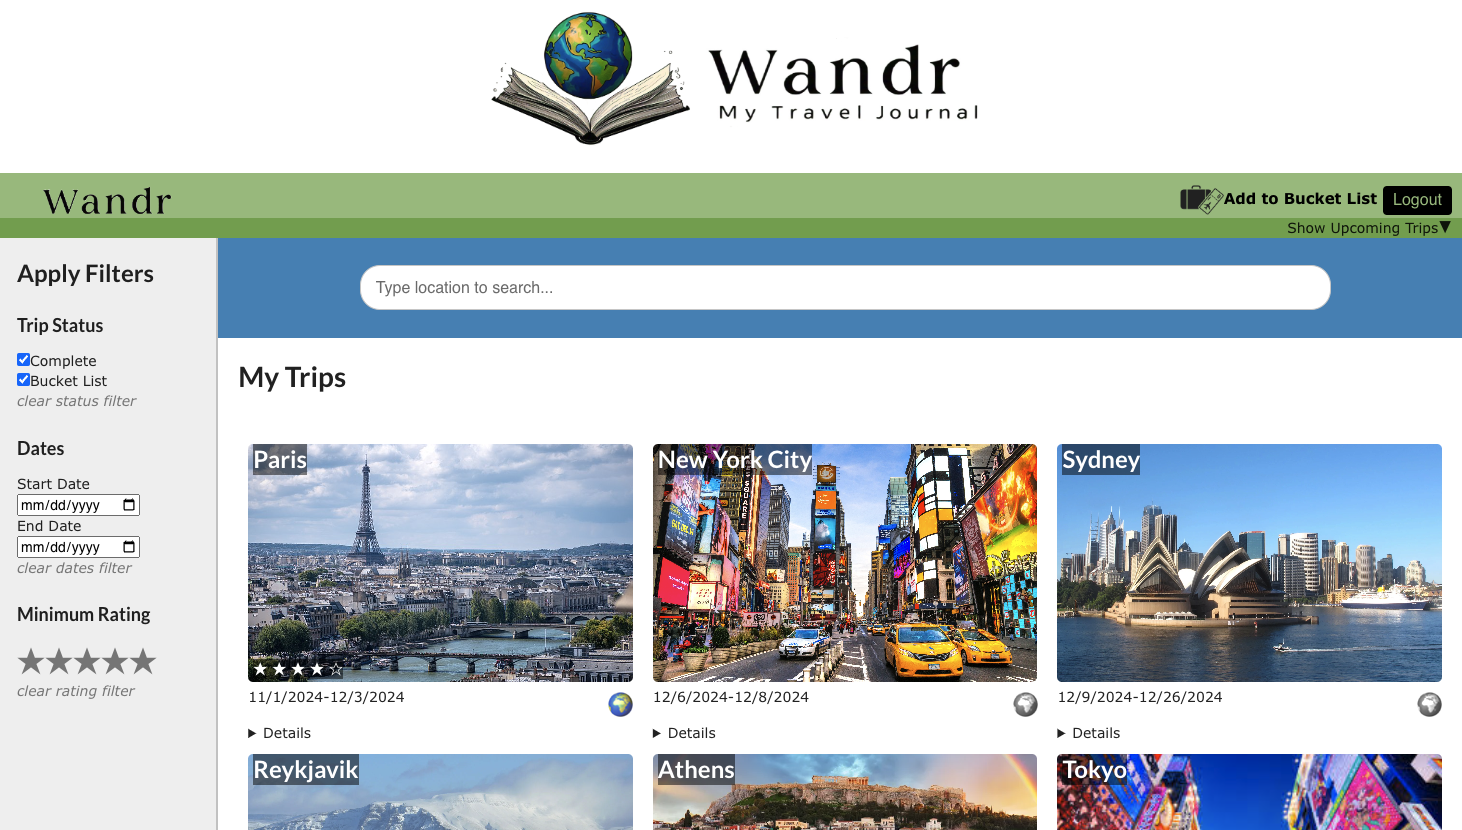 Wandr
My Travel Journal
Wandr
Add to Bucket List
Logout
Show Upcoming Trips▼
Apply Filters
Type location to search...
Trip Status
Complete
Bucket List
clear status filter
Dates
Start Date
mm/dd/yyyy
End Date
mm/dd/yyyy
clear dates filter
Minimum Rating
★★★★★
clear rating filter
My Trips
Paris
★★★★☆
11/1/2024-12/3/2024
▶ Details
New York City
12/6/2024-12/8/2024
▶ Details
Sydney
12/9/2024-12/26/2024
▶ Details
Reykjavik
Athens
Tokyo